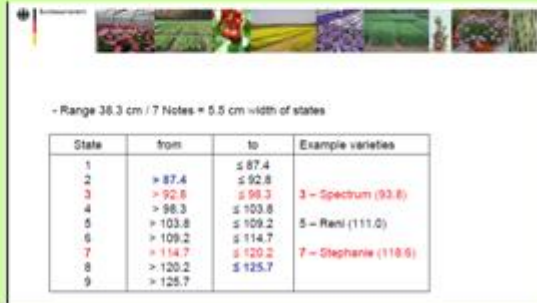 - Range 38.3 cm / 7 Notes = 5.5 cm width of states
State from to Example varieties
1 ≤ 87.4
2 > 87.4 ≤ 92.8
3 > 92.8 ≤ 98.3 3 – Spectrum (93.8)
4 > 98.3 ≤ 103.8
5 > 103.8 ≤ 109.2 5 – Reni (111.0)
6 > 109.2 ≤ 114.7
7 > 114.7 ≤ 120.2 7 – Stephanie (118.6)
8 > 120.2 ≤ 125.7
9 > 125.7